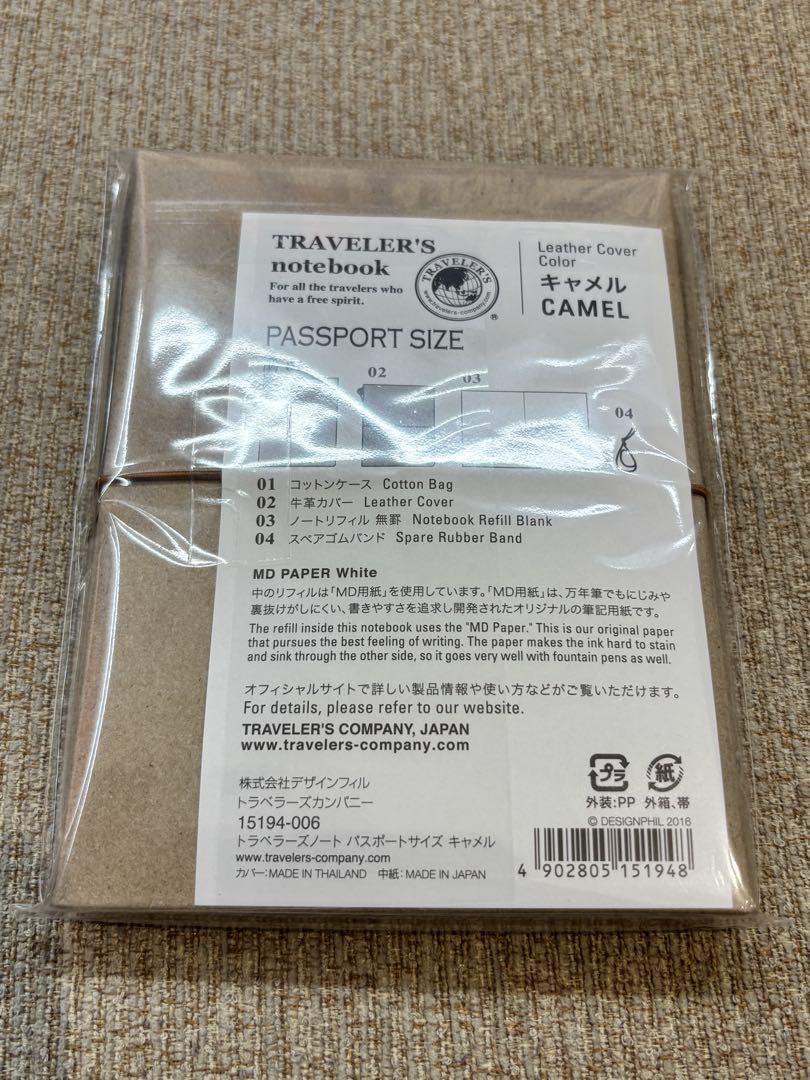 TRAVELER'S
notebook
For all the travelers who
have a free spirit.
TRAVELER'S
www.travelers-company.com
®
Leather Cover
Color
キャメル
CAMEL
PASSPORT SIZE
02
03
04
01 コットンケース Cotton Bag
02 牛革カバー Leather Cover
03 ノートリフィル 無罫 Notebook Refill Blank
04 スペアゴムバンド Spare Rubber Band
MD PAPER White
中のリフィルは「MD用紙」を使用しています。「MD用紙」は、万年筆でもにじみや
裏抜けがしにくい、書きやすさを追求し開発されたオリジナルの筆記用紙です。
The refill inside this notebook uses the "MD Paper." This is our original paper
that pursues the best feeling of writing. The paper makes the ink hard to stain
and sink through the other side, so it goes very well with fountain pens as well.
オフィシャルサイトで詳しい製品情報や使い方などがご覧いただけます。
For details, please refer to our website.
TRAVELER'S COMPANY, JAPAN
www.travelers-company.com
株式会社デザインフィル
トラベラーズカンパニー
15194-006
トラベラーズノート パスポートサイズ キャメル
www.travelers-company.com
カバー:MADE IN THAILAND 中紙:MADE IN JAPAN
プラ 紙
外装:PP 外箱、帯
© DESIGNPHIL 2016
4 902805 151948